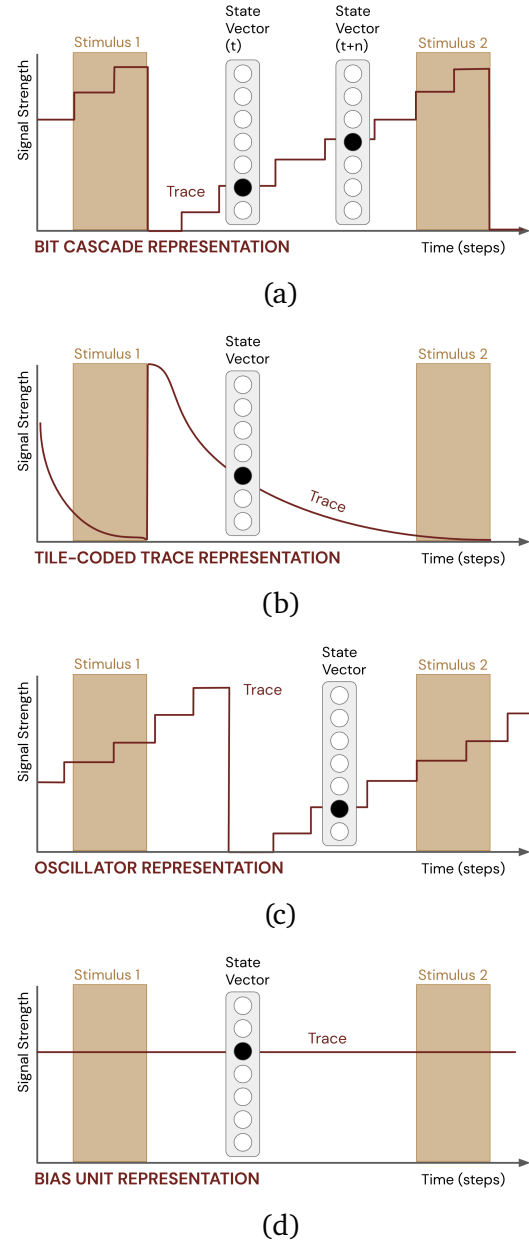 State
Vector
(t)
State
Vector
(t+n)
Stimulus 1
Stimulus 2
Signal Strength
Trace
BIT CASCADE REPRESENTATION
Time (steps)
(a)
State
Vector
Stimulus 1
Stimulus 2
Signal Strength
Trace
TILE-CODED TRACE REPRESENTATION
Time (steps)
(b)
State
Vector
Stimulus 1
Stimulus 2
Signal Strength
Trace
OSCILLATOR REPRESENTATION
Time (steps)
(c)
State
Vector
Stimulus 1
Stimulus 2
Signal Strength
Trace
BIAS UNIT REPRESENTATION
Time (steps)
(d)